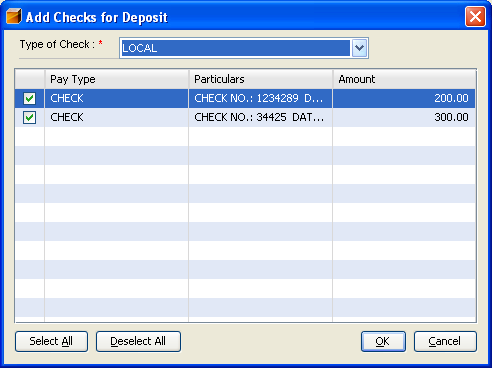 Add Checks for Deposit
Type of Check : * LOCAL
Pay Type Particulars Amount
CHECK CHECK NO.: 1234289 D... 200.00
CHECK CHECK NO.: 34425 DAT... 300.00
Select All Deselect All OK Cancel